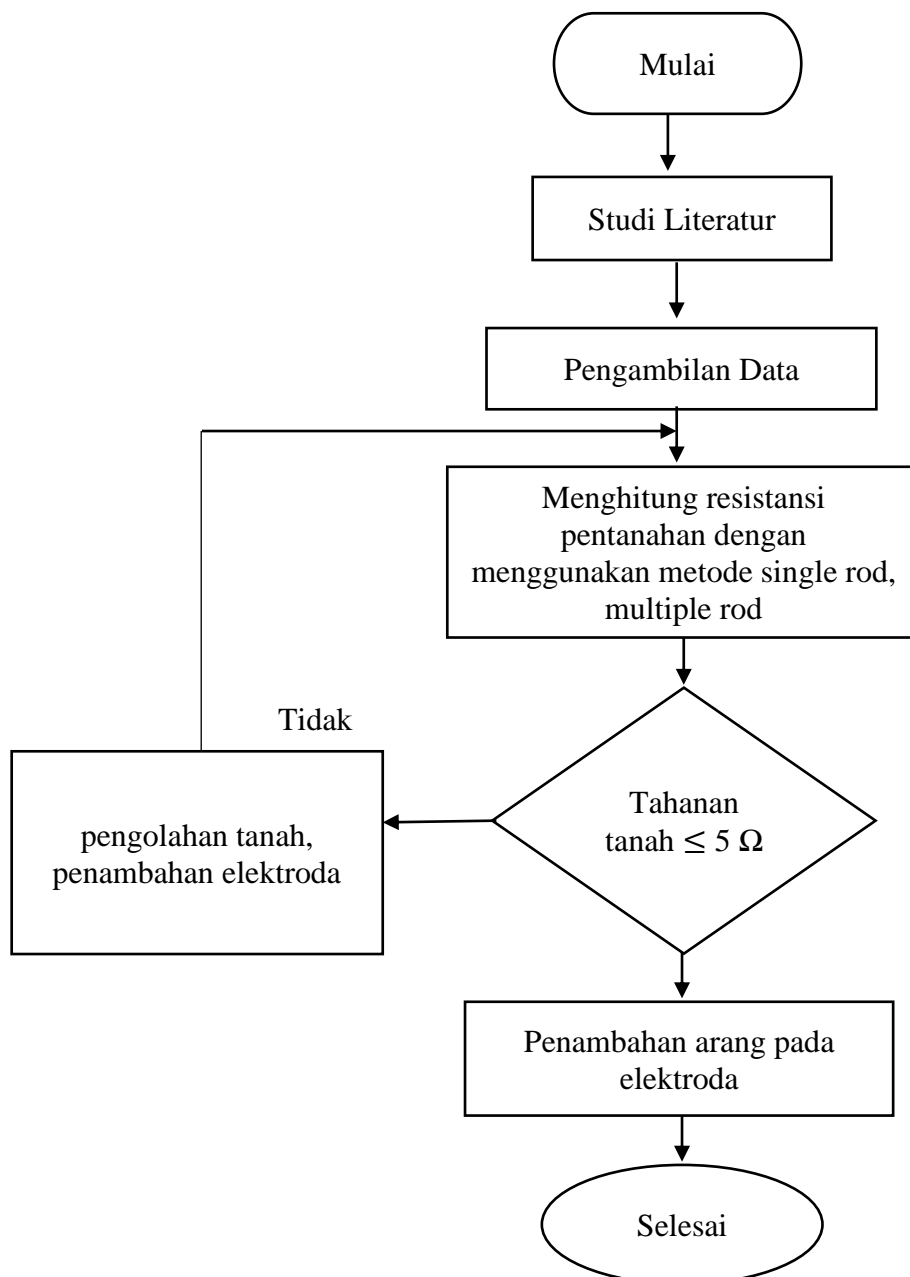 Mulai
Studi Literatur
Pengambilan Data
Menghitung resistansi
pentanahan dengan
menggunakan metode single rod,
multiple rod
Tidak
pengolahan tanah,
penambahan elektroda
Tahanan
tanah ≤ 5 Ω
Penambahan arang pada
elektroda
Selesai